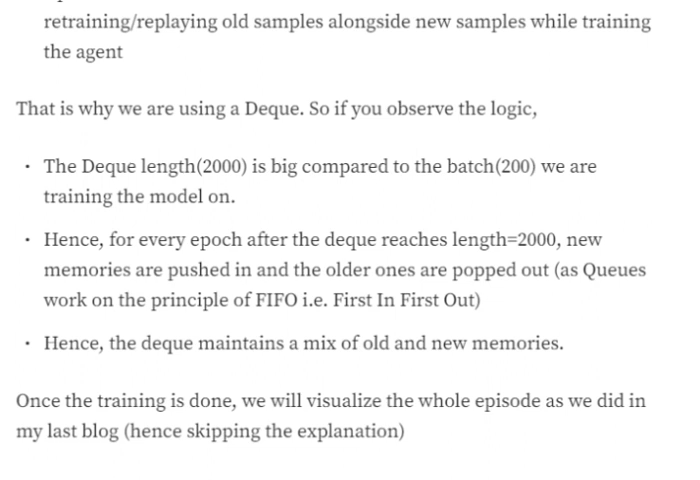 retraining/replaying old samples alongside new samples while training
the agent
That is why we are using a Deque. So if you observe the logic,
• The Deque length(2000) is big compared to the batch(200) we are
training the model on.
• Hence, for every epoch after the deque reaches length=2000, new
memories are pushed in and the older ones are popped out (as Queues
work on the principle of FIFO i.e. First In First Out)
• Hence, the deque maintains a mix of old and new memories.
Once the training is done, we will visualize the whole episode as we did in
my last blog (hence skipping the explanation)